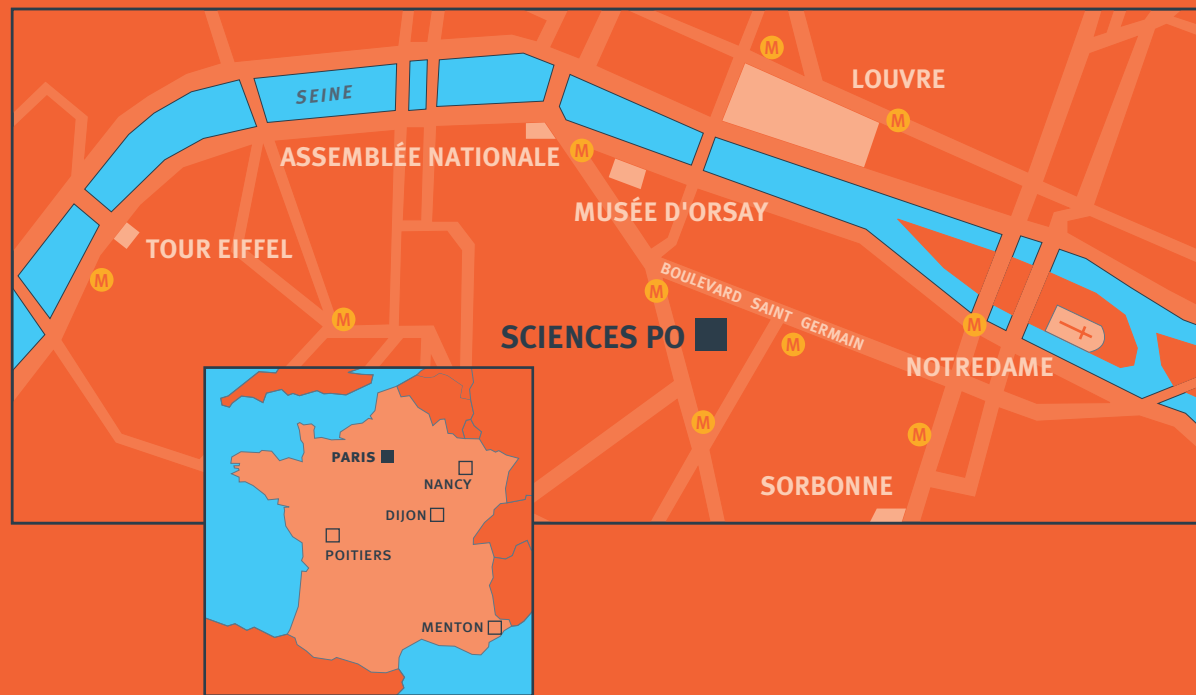 M
LOUVRE
SEINE
M
ASSEMBLÉE NATIONALE
M
MUSÉE D'ORSAY
TOUR EIFFEL
M
BOULEVARD SAINT GERMAIN
M
M
SCIENCES PO
M
M
NOTREDAME
M
M
SORBONNE
PARIS
NANCY
DIJON
POITIERS
MENTON